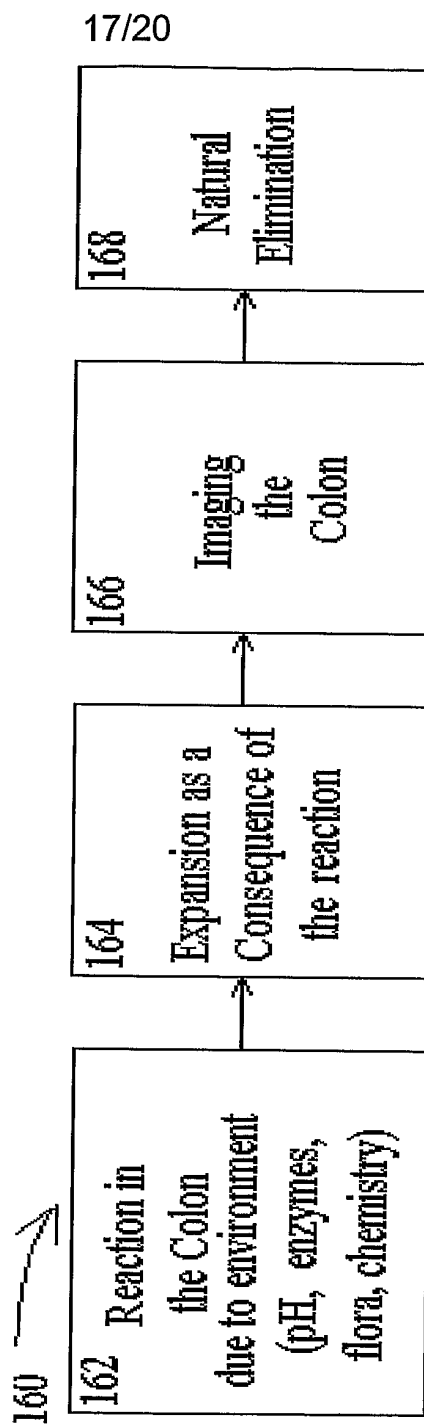 17/20
160
162 Reaction in
the Colon
due to environment
(pH, enzymes,
flora, chemistry)
164
Expansion as a
Consequence of
the reaction
166
Imaging
the
Colon
168
Natural
Elimination